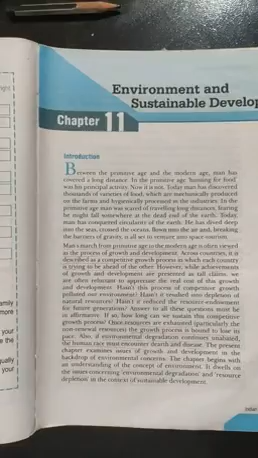 Environment and
Sustainable Develop
Chapter 11
Introduction
Between the primitive age and the modern age, man has
covered a long distance. In the primitive age 'hunting for food'
was his principal activity. Now it is not. Today man has discovered
thousands of varieties of food, which are mechanically produced
on the farms and hygienically processed in the industries. In the
primitive age man was scared of travelling long distances, fearing
he might fall somewhere at the dead end of the earth. Today,
man has conquered circularity of the earth. He has dived deep
into the seas, crossed the oceans, flown into the air and, breaking
the barriers of gravity, is all set to venture into space tourism.
Man's march from primitive age to the modern age is often viewed
as the process of growth and development. Across countries, it is
described as a competitive growth process in which each country
is trying to be ahead of the other. However, while achievements
of growth and development are presented as tall claims, we
are often reluctant to appreciate the real cost of this growth
and development. Hasn't this process of competitive growth
polluted our environment? Hasn't it resulted into depletion of
natural resources? Hasn't it reduced the resource-endowment
for future generations? Answer to all these questions must be
in affirmative. If so, how long can we sustain this competitive
growth process? Once resources are exhausted (particularly the
non-renewal resources) the growth process is bound to lose its
pace. Also, if environmental degradation continues unabated,
the human race must encounter death and disease. The present
chapter examines issues of growth and development in the
backdrop of environmental concerns. The chapter begins with
an understanding of the concept of environment. It dwells on
the issues concerning 'environmental degradation' and 'resource
depletion' in the context of sustainable development.
amily
more
your
e the
qually
your